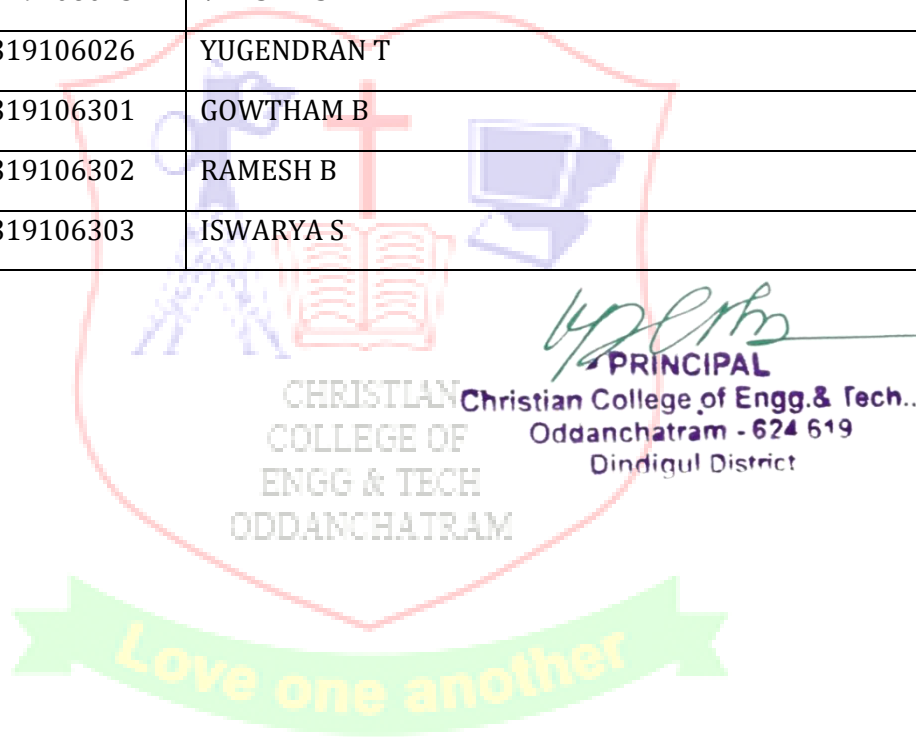 319106026 YUGENDRAN T
319106301 GOWTHAM B
319106302 RAMESH B
319106303 ISWARYA S
PRINCIPAL
Christian College of Engg.& Tech..
Oddanchatram - 624 619
Dindigul District
CHRISTIAN
COLLEGE OF
ENGG & TECH
ODDANCHATRAM
Love one another